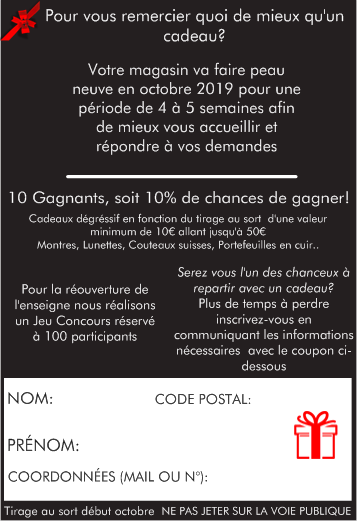 Pour vous remercier quoi de mieux qu'un
cadeau?
Votre magasin va faire peau
neuve en octobre 2019 pour une
période de 4 à 5 semaines afin
de mieux vous accueillir et
répondre à vos demandes
10 Gagnants, soit 10% de chances de gagner!
Cadeaux dégréssif en fonction du tirage au sort d'une valeur
minimum de 10€ allant jusqu'à 50€
Montres, Lunettes, Couteaux suisses, Portefeuilles en cuir..
Pour la réouverture de
l'enseigne nous réalisons
un Jeu Concours réservé
à 100 participants
Serez vous l'un des chanceux à
repartir avec un cadeau?
Plus de temps à perdre
inscrivez-vous en
communiquant les informations
nécessaires avec le coupon ci-
dessous
NOM: CODE POSTAL:
PRÉNOM:
COORDONNÉES (MAIL OU N°):
Tirage au sort début octobre NE PAS JETER SUR LA VOIE PUBLIQUE